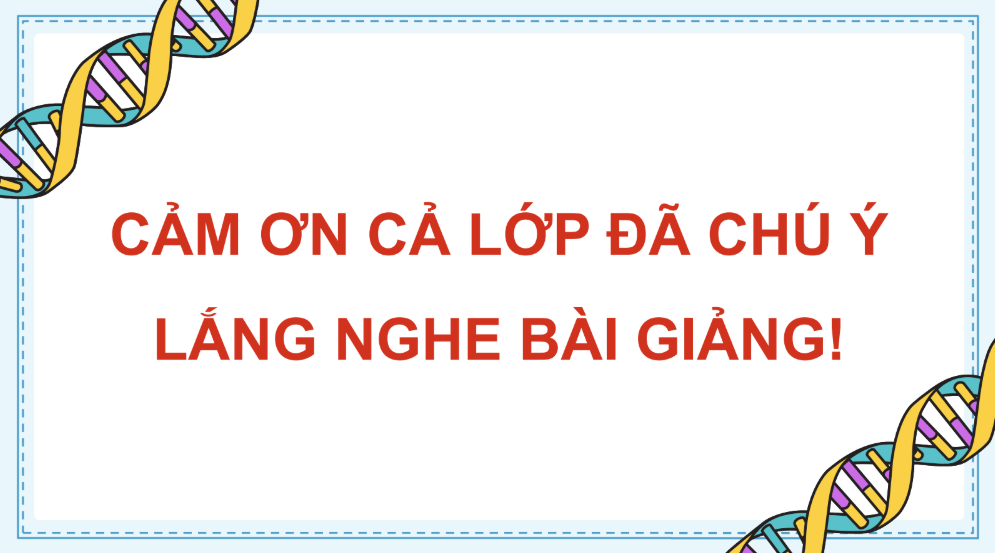 CẢM ƠN CẢ LỚP ĐÃ CHÚ Ý
LẮNG NGHE BÀI GIẢNG!